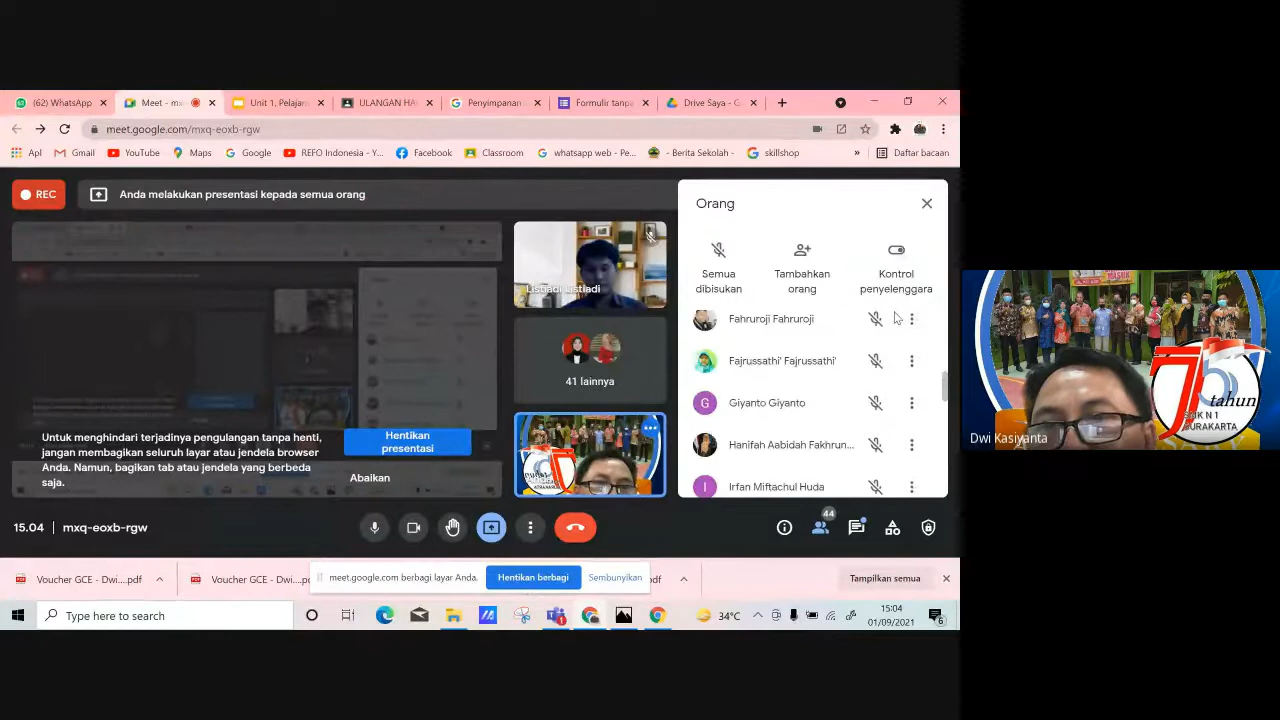 (62) WhatsApp
Meet - mx
Unit 1, Pelaja
ULANGAN HA
Penyimpanan
Formulir tanpa
Drive Saya - G
meet.google.com/mxq-eoxb-rgw
Apl
Gmail
YouTube
Maps
Google
REFO Indonesia - Y...
Facebook
Classroom
whatsapp web - Pe...
- Berita Sekolah -
skillshop
»
Daftar bacaan
REC
Anda melakukan presentasi kepada semua orang
Untuk menghindari terjadinya pengulangan tanpa henti,
jangan membagikan seluruh layar atau jendela browser
Anda. Namun, bagikan tab atau jendela yang berbeda
saja.
Hentikan
presentasi
Abaikan
Listiadi Listiadi
41 lainnya
Orang
Semua
dibisukan
Tambahkan
orang
Kontrol
penyelenggara
Fahruroji Fahruroji
Fajrussathi' Fajrussathi'
G
Giyanto Giyanto
Hanifah Aabidah Fakhrun...
I
Irfan Miftachul Huda
15.04
mxq-eoxb-rgw
44
Voucher GCE - Dwi....pdf
Voucher GCE - Dwi....p
meet.google.com berbagi layar Anda.
Hentikan berbagi
Sembunyikan
pdf
Tampilkan semua
Type here to search
34°C
15:04
01/09/2021
6
75
tahun
SMK N 1
SURAKARTA
Dwi Kasiyanta